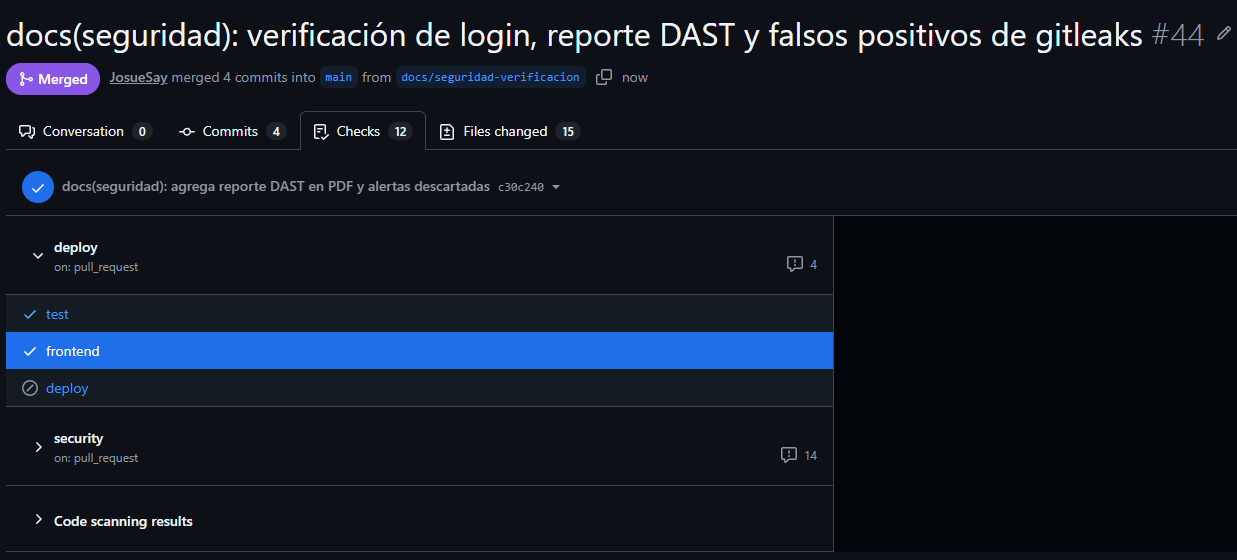 docs(seguridad): verificación de login, reporte DAST y falsos positivos de gitleaks #44
Merged JosueSay merged 4 commits into main from docs/seguridad-verificacion now
Conversation 0 Commits 4 Checks 12 Files changed 15
docs(seguridad): agrega reporte DAST en PDF y alertas descartadas c30c240
deploy
on: pull_request
4
test
frontend
deploy
security
on: pull_request
14
Code scanning results